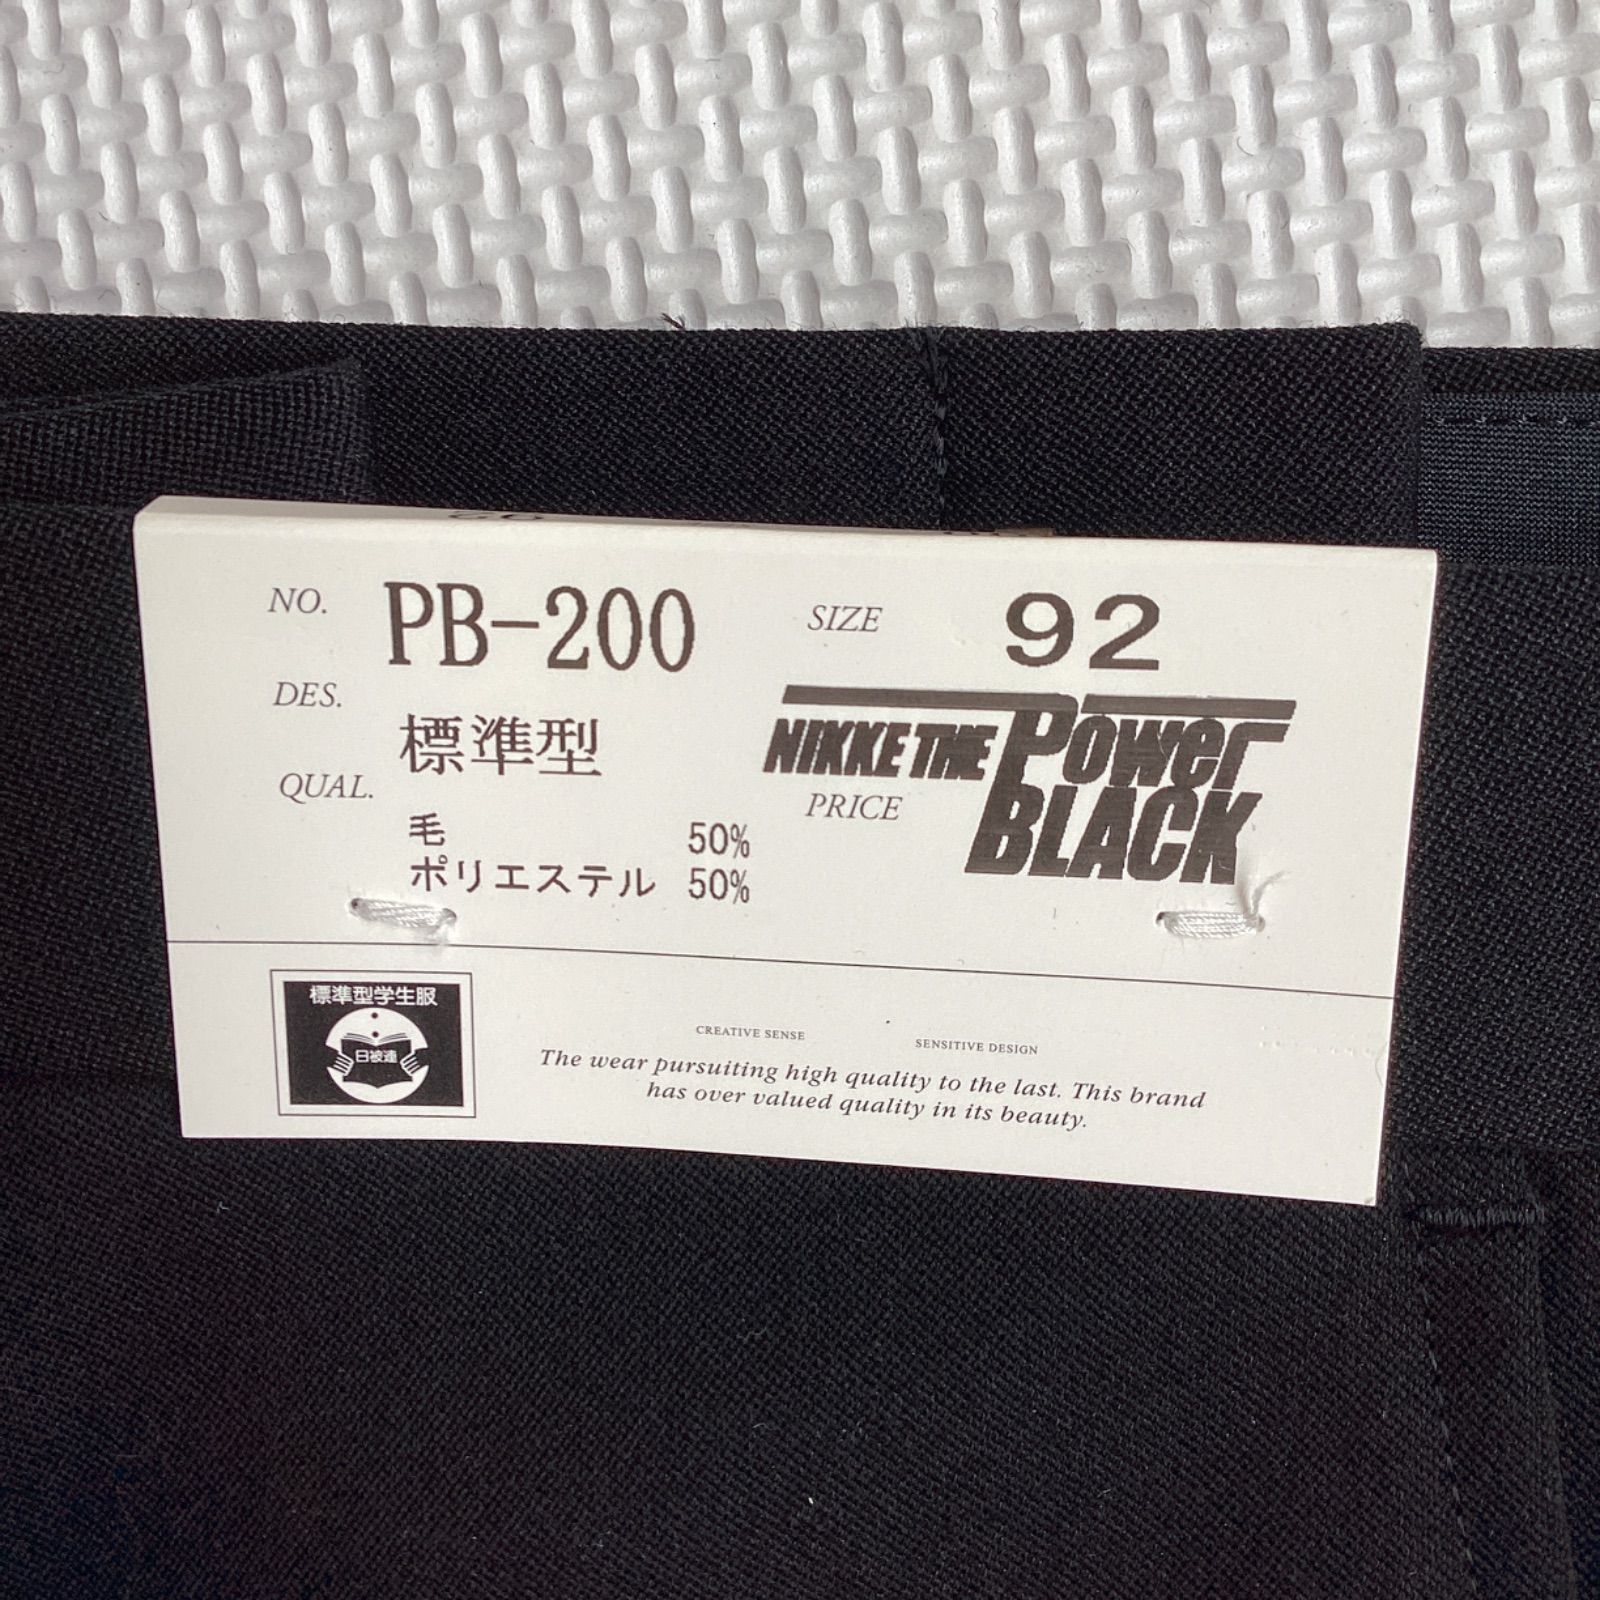 NO. PB-200
SIZE 92
DES. 標準型
NIKKE THE Power
BLACK
QUAL.
PRICE
毛 50%
ポリエステル 50%
標準型学生服
日被連
CREATIVE SENSE SENSITIVE DESIGN
The wear pursuiting high quality to the last. This brand
has over valued quality in its beauty.